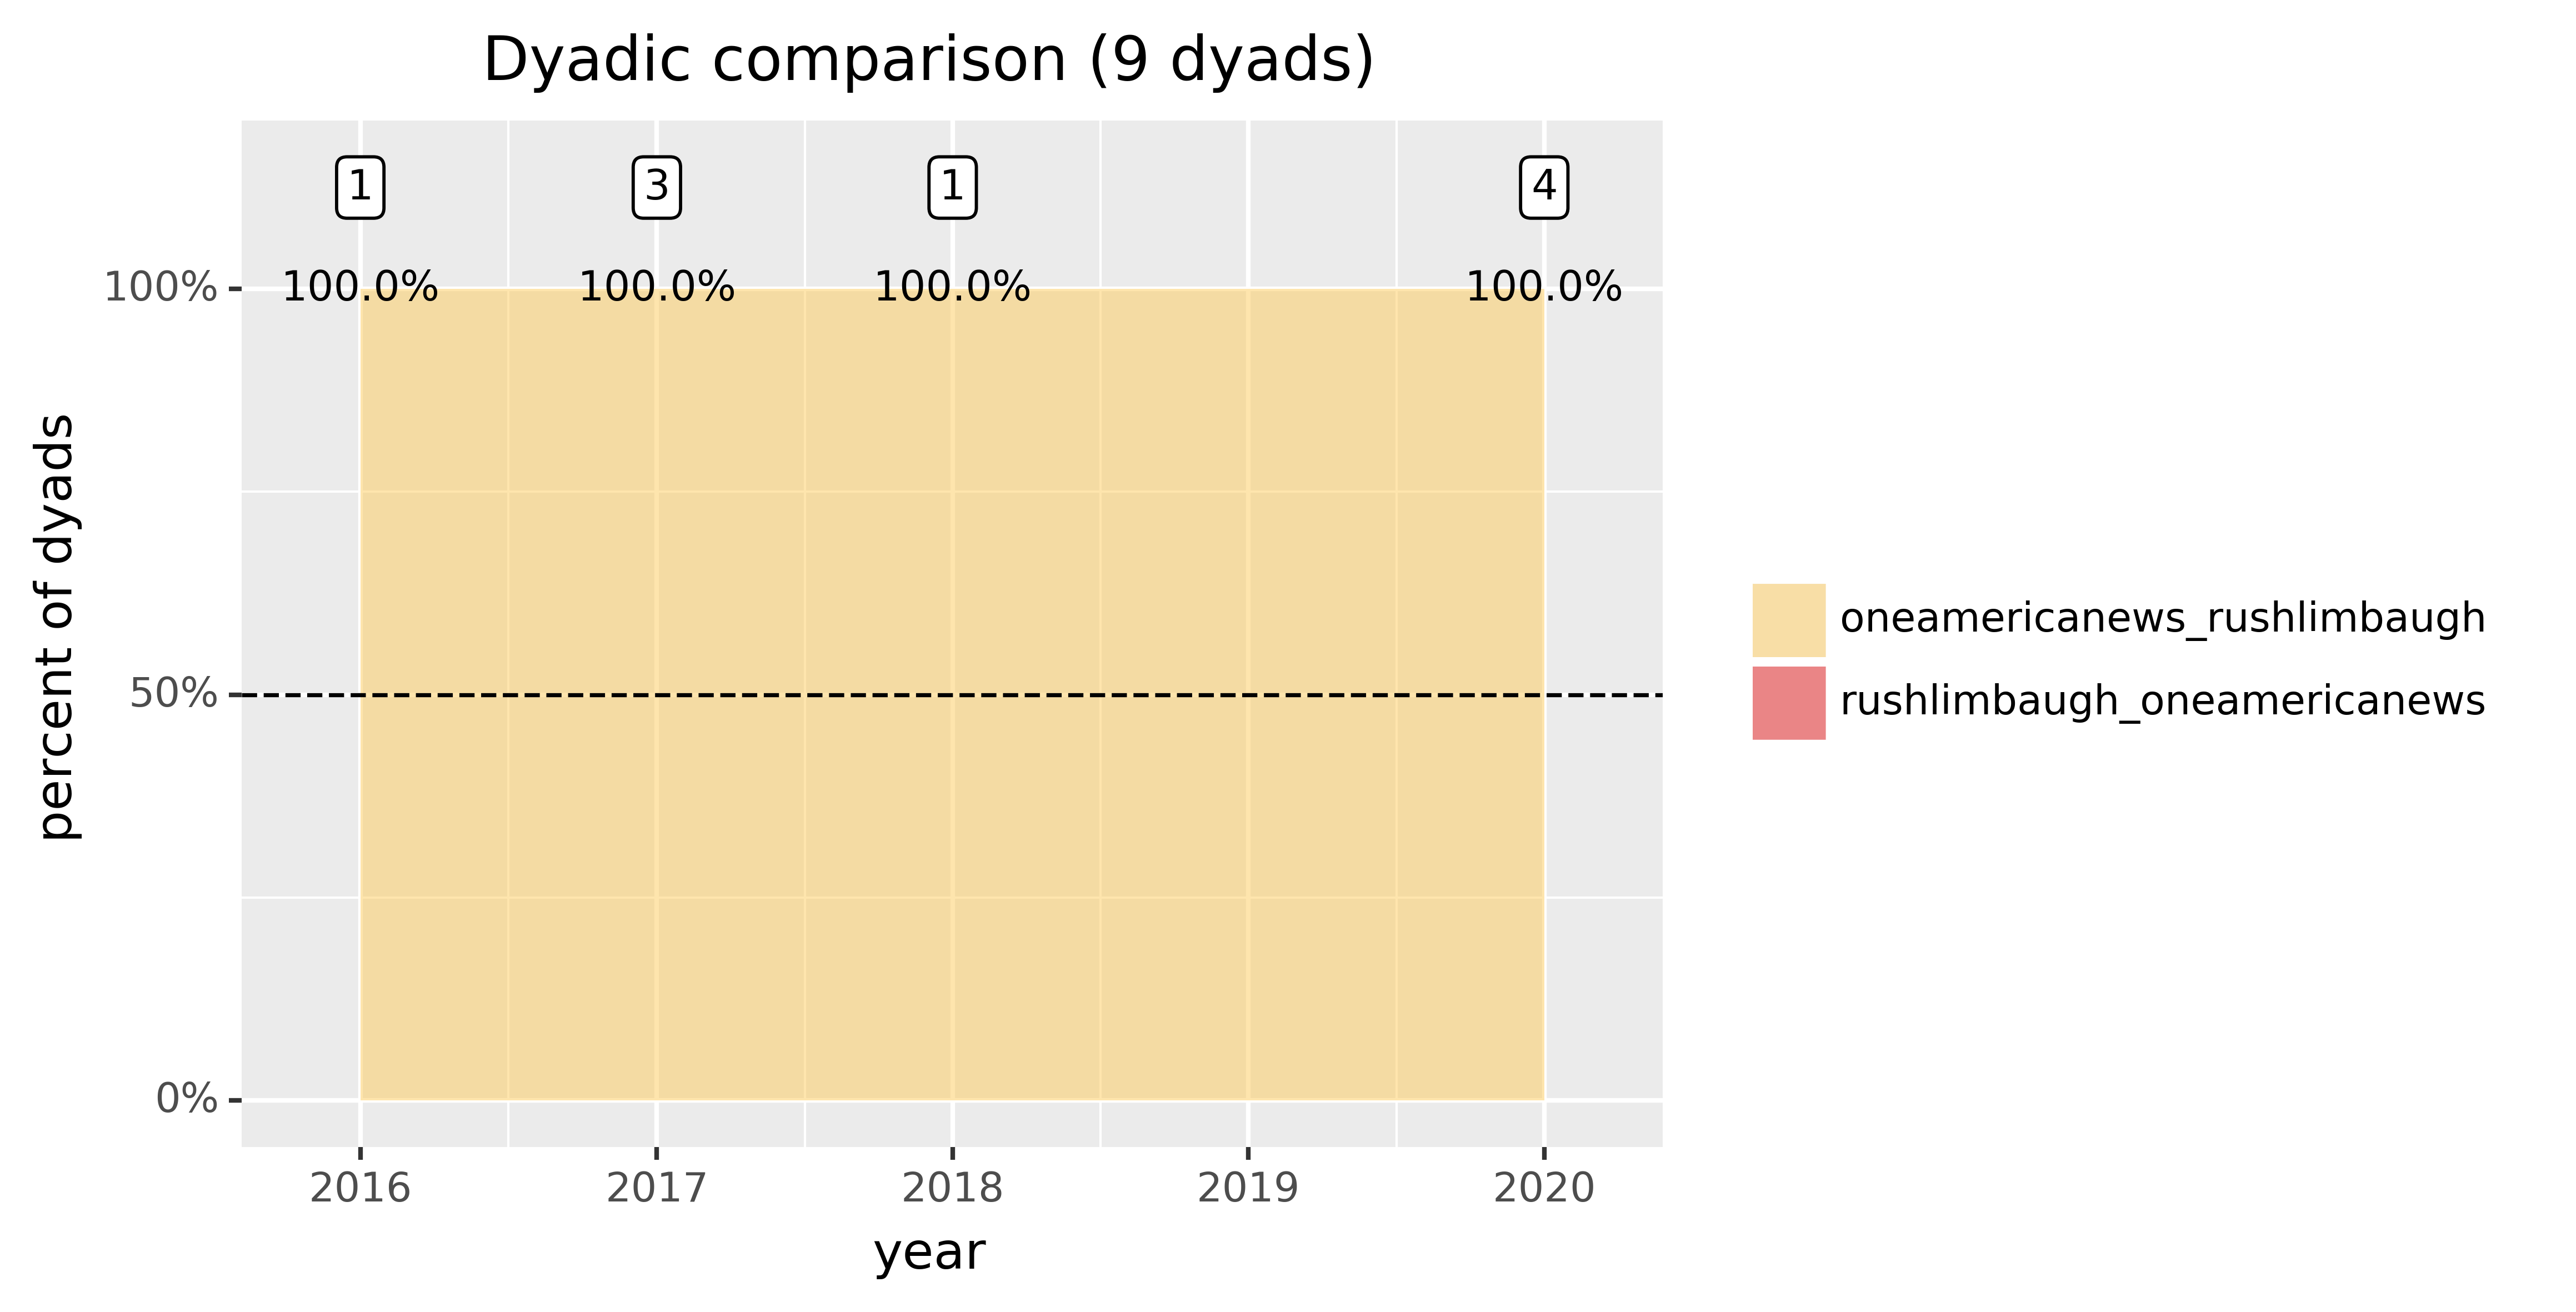 Dyadic comparison (9 dyads)
1 3 1 4
100% 100.0% 100.0% 100.0% 100.0%
50%
0%
percent of dyads
2016 2017 2018 2019 2020
year
oneamericanews_rushlimbaugh
rushlimbaugh_oneamericanews